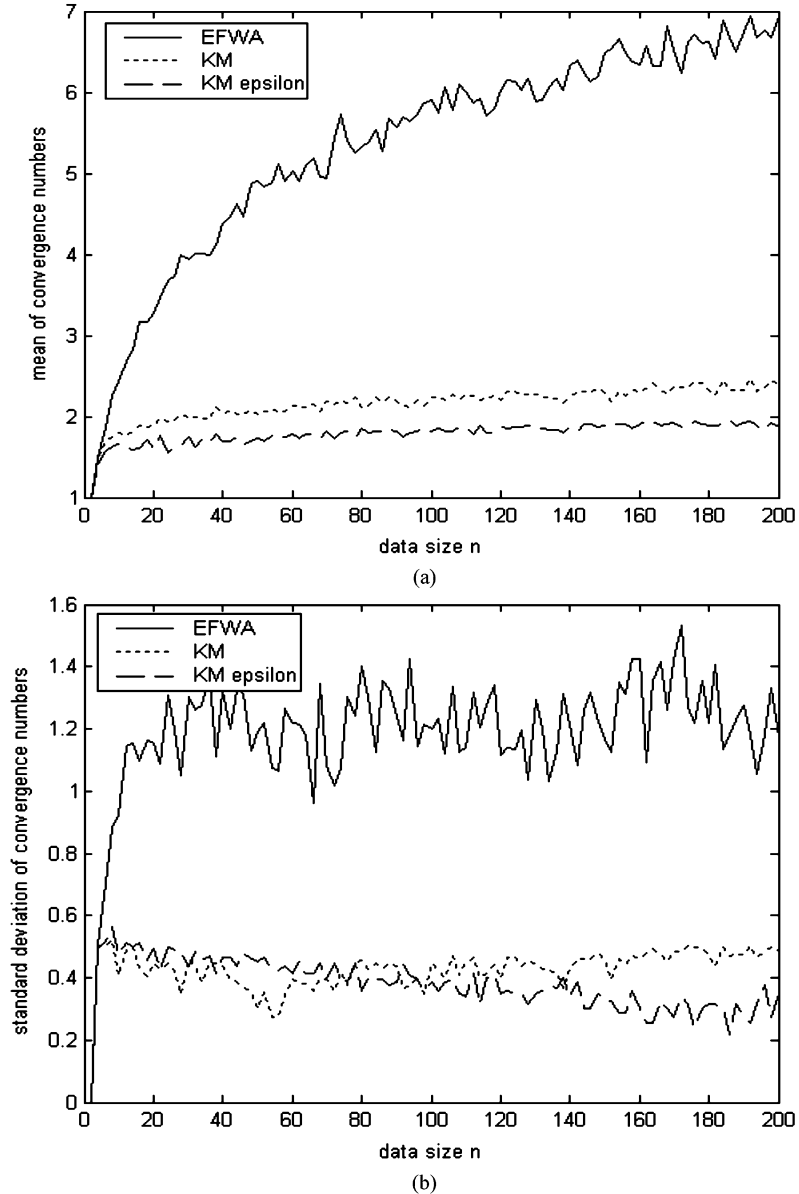 7
6
5
4
3
2
1
mean of convergence numbers
EFWA
KM
KM epsilon
0 20 40 60 80 100 120 140 160 180 200
data size n
(a)
1.6
1.4
1.2
1
0.8
0.6
0.4
0.2
0
standard deviation of convergence numbers
EFWA
KM
KM epsilon
0 20 40 60 80 100 120 140 160 180 200
data size n
(b)